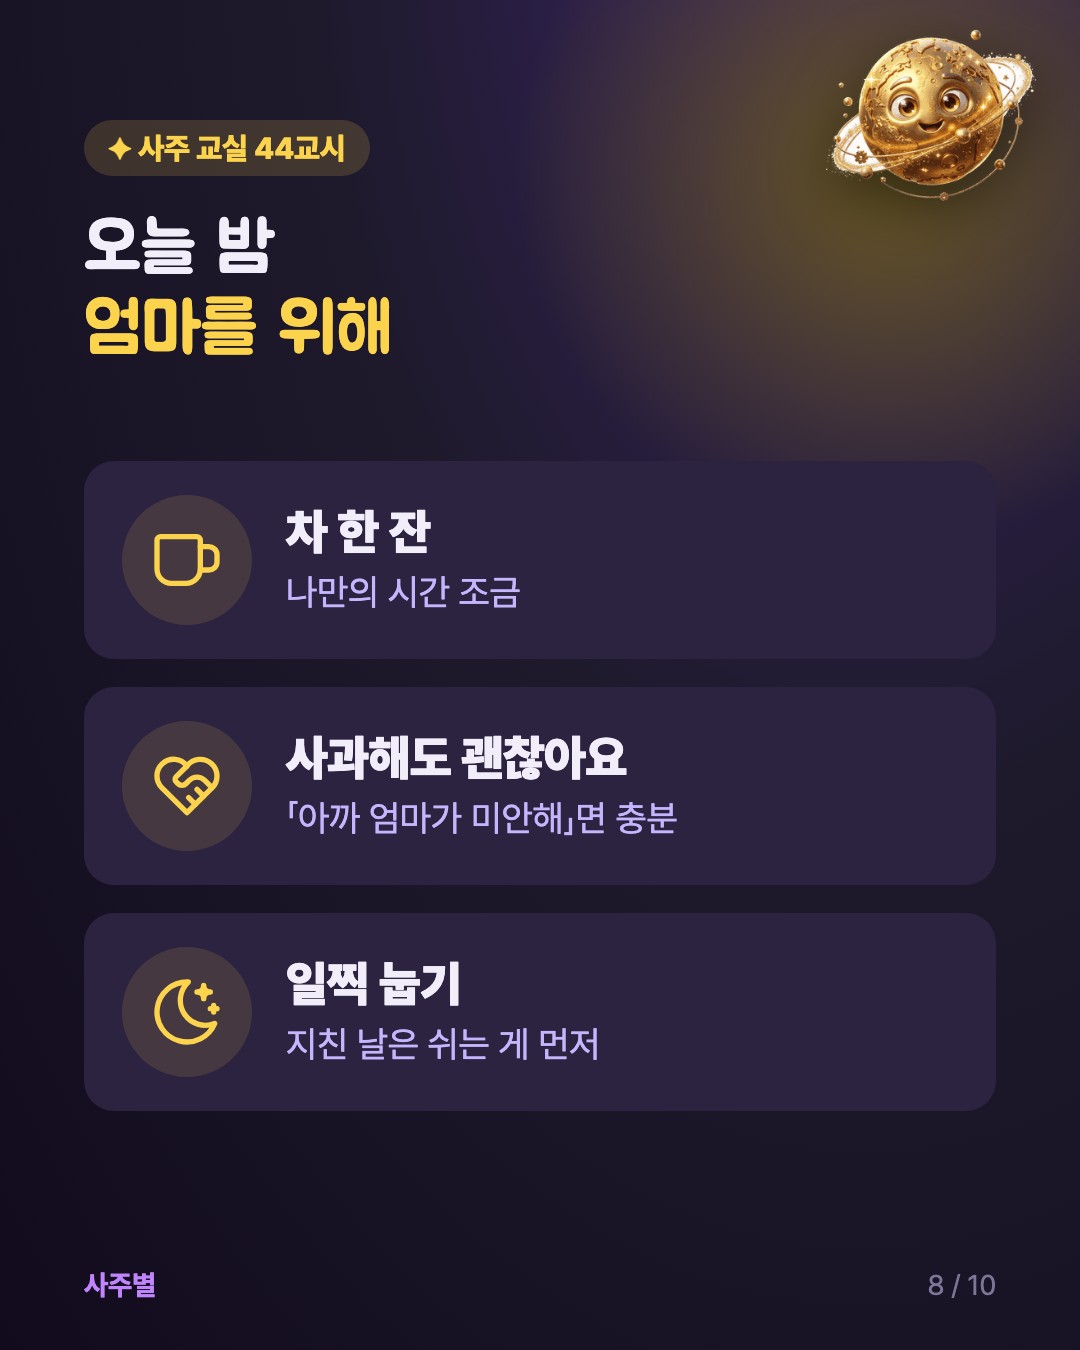 ✦ 사주 교실 44교시
오늘 밤
엄마를 위해
차 한 잔
나만의 시간 조금
사과해도 괜찮아요
「아까 엄마가 미안해」면 충분
일찍 눕기
지친 날은 쉬는 게 먼저
사주별
8 / 10